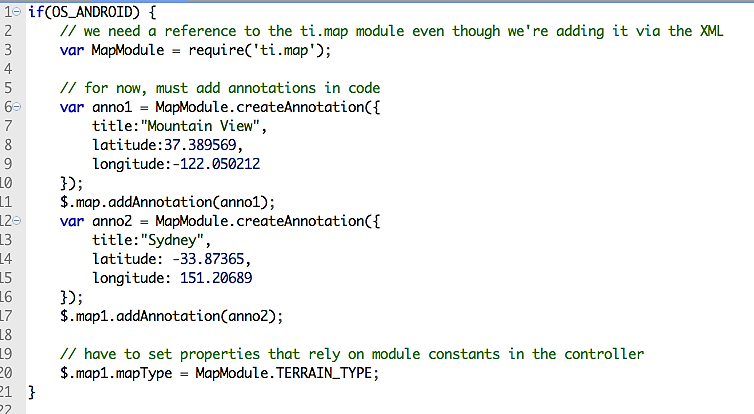 1 if(OS_ANDROID) {
2 // we need a reference to the ti.map module even though we're adding it via the XML
3 var MapModule = require('ti.map');
4
5 // for now, must add annotations in code
6 var anno1 = MapModule.createAnnotation({
7 title:"Mountain View",
8 latitude:37.389569,
9 longitude:-122.050212
10 });
11 $.map.addAnnotation(anno1);
12 var anno2 = MapModule.createAnnotation({
13 title:"Sydney",
14 latitude: -33.87365,
15 longitude: 151.20689
16 });
17 $.map1.addAnnotation(anno2);
18
19 // have to set properties that rely on module constants in the controller
20 $.map1.mapType = MapModule.TERRAIN_TYPE;
21 }
22